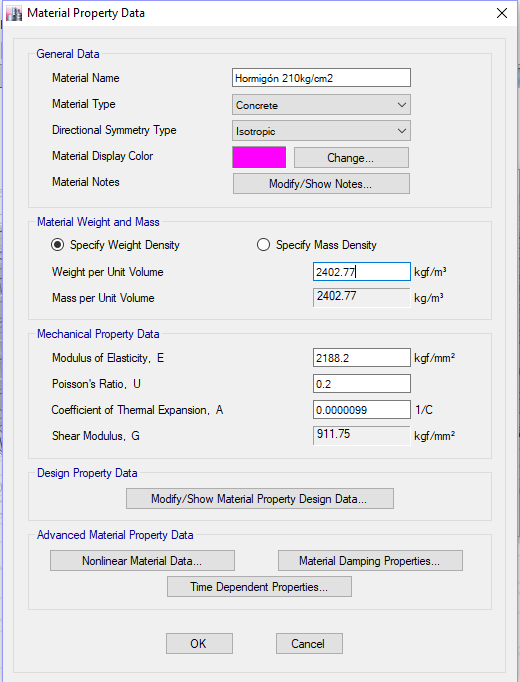 Material Property Data
General Data
Material Name Hormigón 210kg/cm2
Material Type Concrete
Directional Symmetry Type Isotropic
Material Display Color Change...
Material Notes Modify/Show Notes...
Material Weight and Mass
Specify Weight Density Specify Mass Density
Weight per Unit Volume 2402.77 kgf/m³
Mass per Unit Volume 2402.77 kg/m³
Mechanical Property Data
Modulus of Elasticity, E 2188.2 kgf/mm²
Poisson's Ratio, U 0.2
Coefficient of Thermal Expansion, A 0.0000099 1/C
Shear Modulus, G 911.75 kgf/mm²
Design Property Data
Modify/Show Material Property Design Data...
Advanced Material Property Data
Nonlinear Material Data... Material Damping Properties...
Time Dependent Properties...
OK Cancel